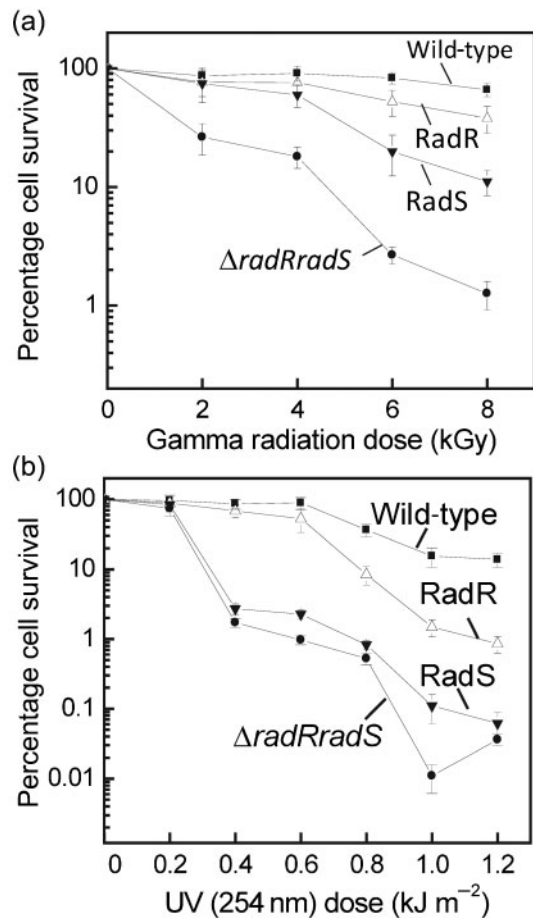 (a)
Percentage cell survival
100
10
1
Wild-type
RadR
RadS
ΔradRradS
0 2 4 6 8
Gamma radiation dose (kGy)
(b)
Percentage cell survival
100
10
1
0.1
0.01
Wild-type
RadR
RadS
ΔradRradS
0 0.2 0.4 0.6 0.8 1.0 1.2
UV (254 nm) dose (kJ m⁻²)